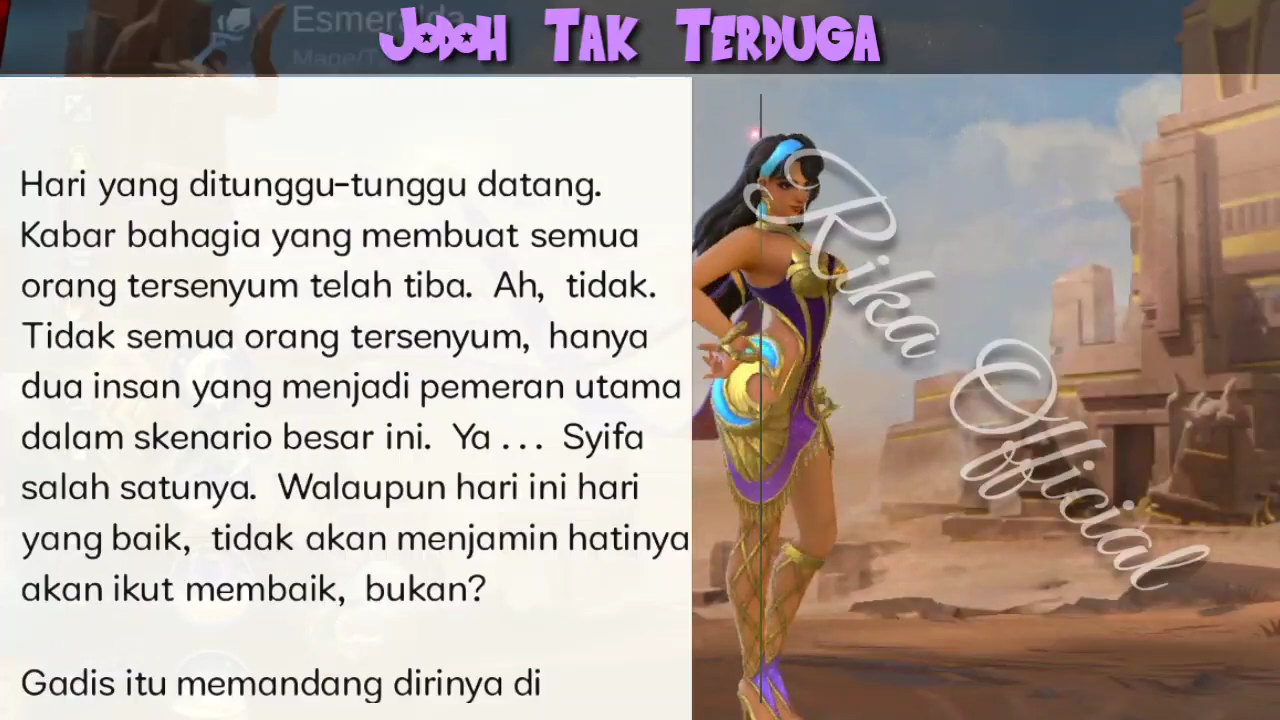 Esmeralda
Mage/T
Jodoh Tak Terduga
Hari yang ditunggu-tunggu datang.
Kabar bahagia yang membuat semua
orang tersenyum telah tiba. Ah, tidak.
Tidak semua orang tersenyum, hanya
dua insan yang menjadi pemeran utama
dalam skenario besar ini. Ya . . . Syifa
salah satunya. Walaupun hari ini hari
yang baik, tidak akan menjamin hatinya
akan ikut membaik, bukan?
Gadis itu memandang dirinya di
Rika Official